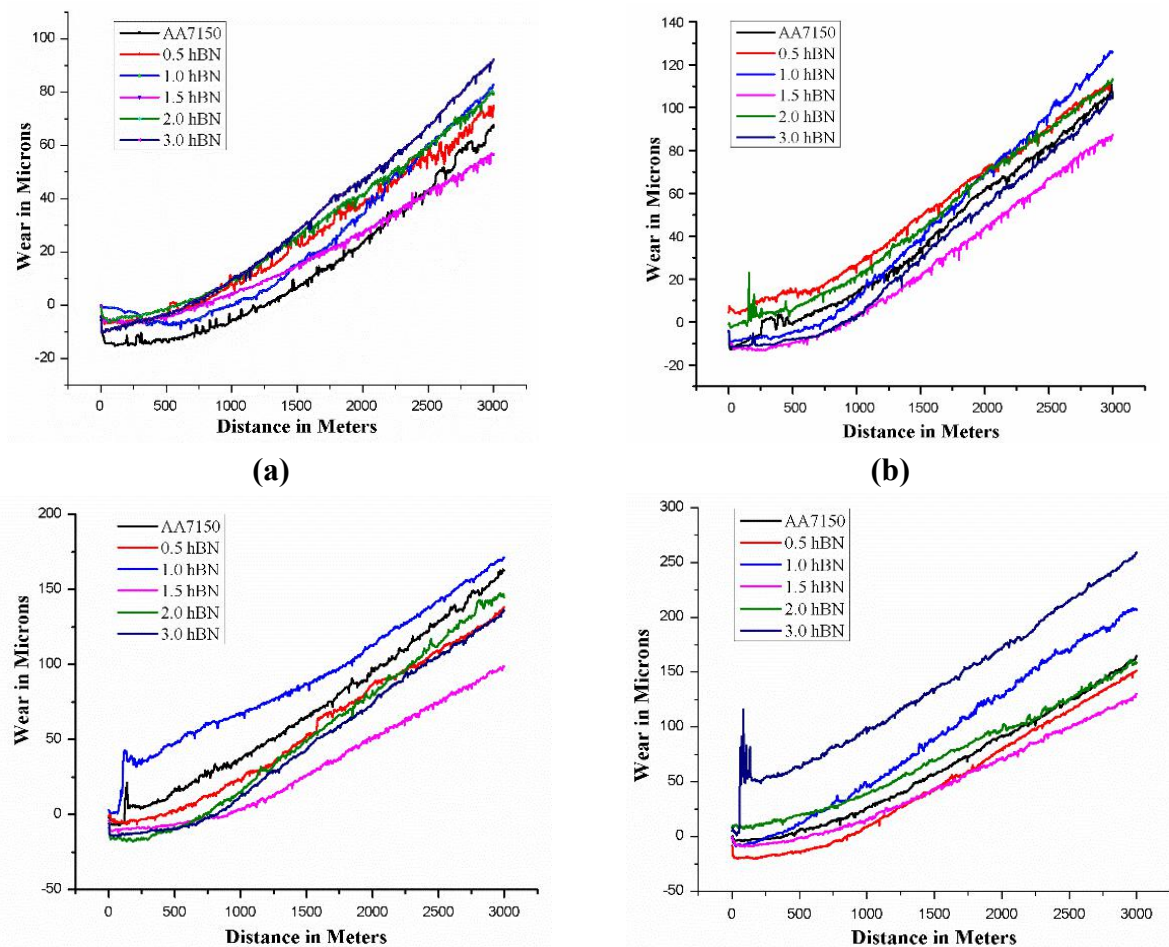 AA7150
0.5 hBN
1.0 hBN
1.5 hBN
2.0 hBN
3.0 hBN
100
80
60
40
20
0
-20
Wear in Microns
0 500 1000 1500 2000 2500 3000
Distance in Meters
(a)
AA7150
0.5 hBN
1.0 hBN
1.5 hBN
2.0 hBN
3.0 hBN
140
120
100
80
60
40
20
0
-20
Wear in Microns
0 500 1000 1500 2000 2500 3000
Distance in Meters
(b)
AA7150
0.5 hBN
1.0 hBN
1.5 hBN
2.0 hBN
3.0 hBN
200
150
100
50
0
-50
Wear in Microns
0 500 1000 1500 2000 2500 3000
Distance in Meters
AA7150
0.5 hBN
1.0 hBN
1.5 hBN
2.0 hBN
3.0 hBN
300
250
200
150
100
50
0
-50
Wear in Microns
0 500 1000 1500 2000 2500 3000
Distance in Meters